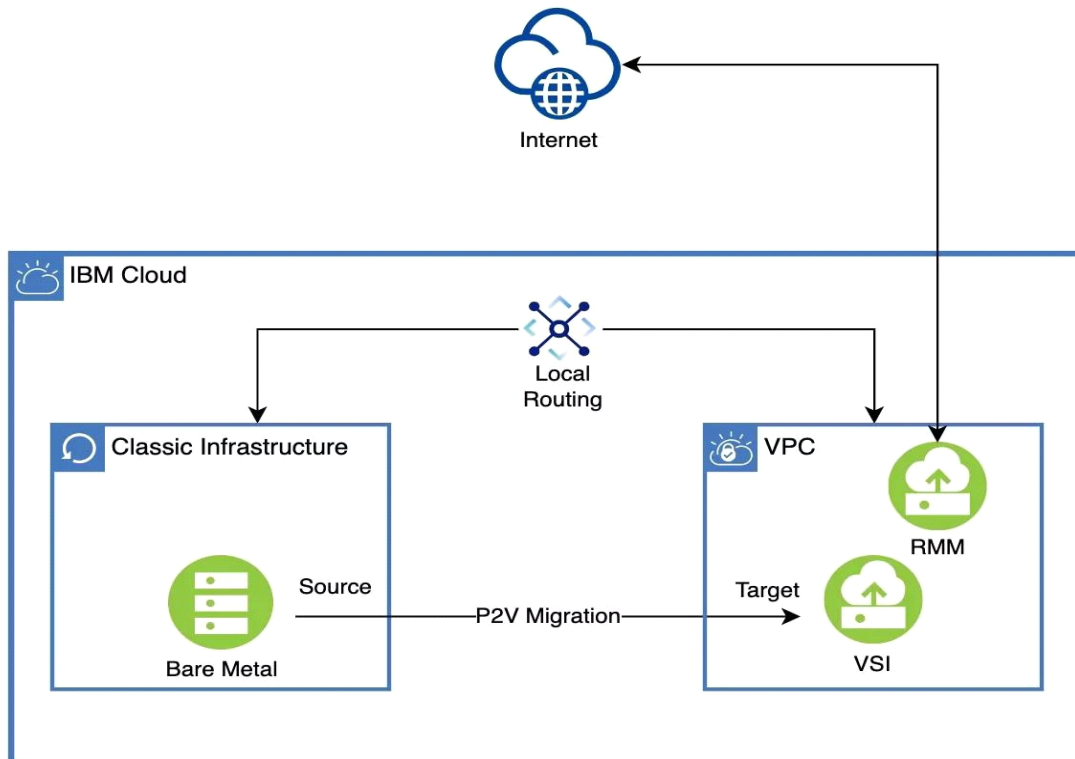 Internet
IBM Cloud
Local
Routing
Classic Infrastructure
VPC
RMM
Source
P2V Migration
Target
Bare Metal
VSI